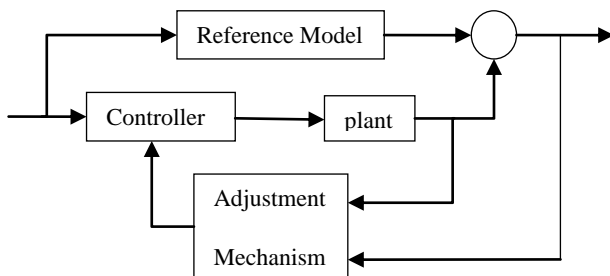 Reference Model
Controller
plant
Adjustment
Mechanism